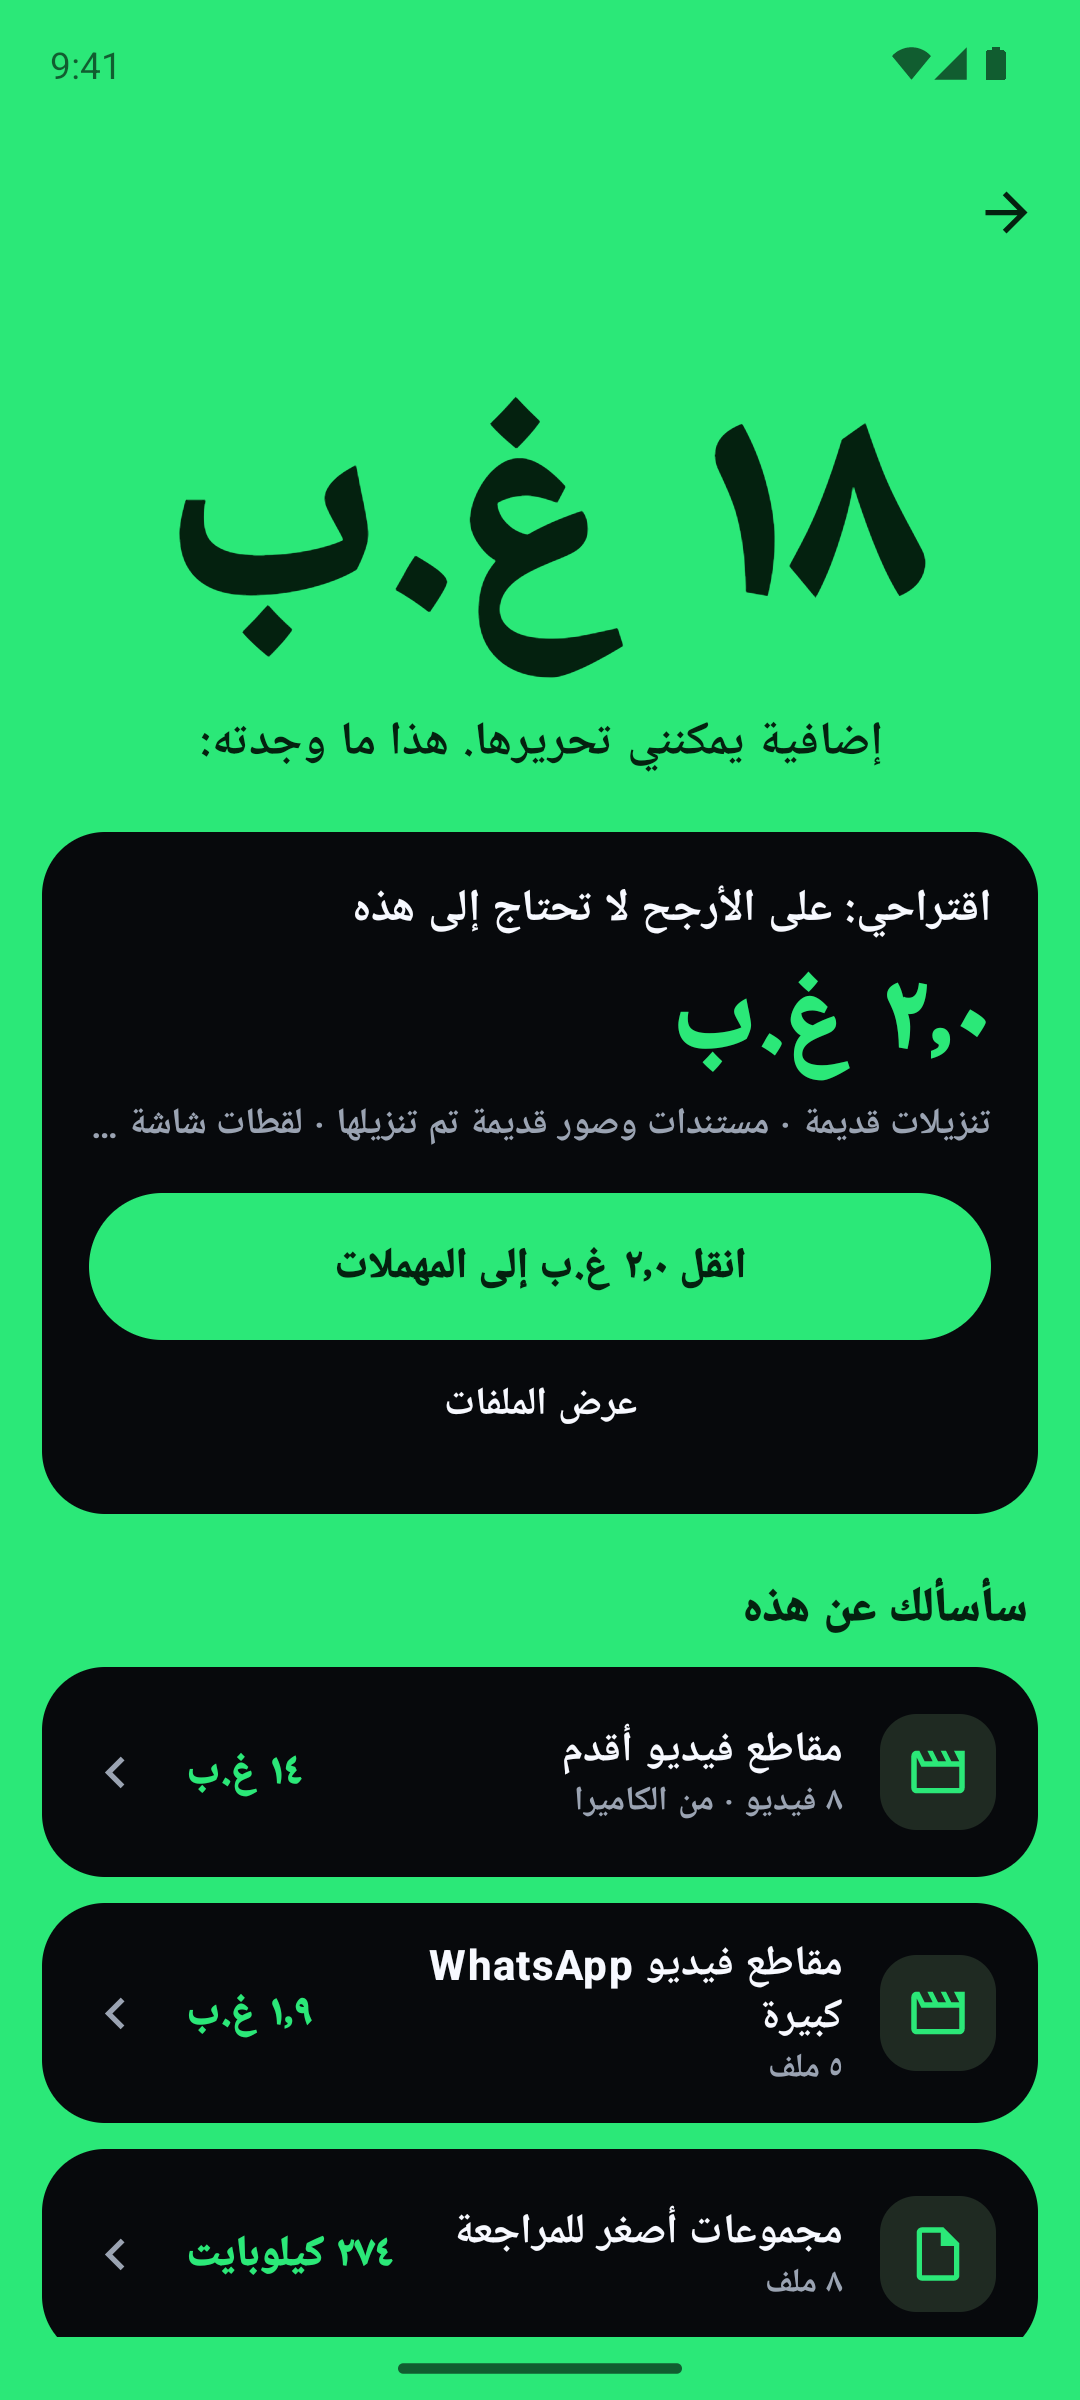 9:41
١٨ غ.ب
إضافية يمكنني تحريرها. هذا ما وجدته:
اقتراحي: على الأرجح لا تحتاج إلى هذه
٢,٠ غ.ب
تنزيلات قديمة · مستندات وصور قديمة تم تنزيلها · لقطات شاشة ...
انقل ٢,٠ غ.ب إلى المهملات
عرض الملفات
سأسألك عن هذه
مقاطع فيديو أقدم
٨ فيديو · من الكاميرا
١٤ غ.ب
مقاطع فيديو WhatsApp
كبيرة
٥ ملف
١,٩ غ.ب
مجموعات أصغر للمراجعة
٨ ملف
٢٧٤ كيلوبايت